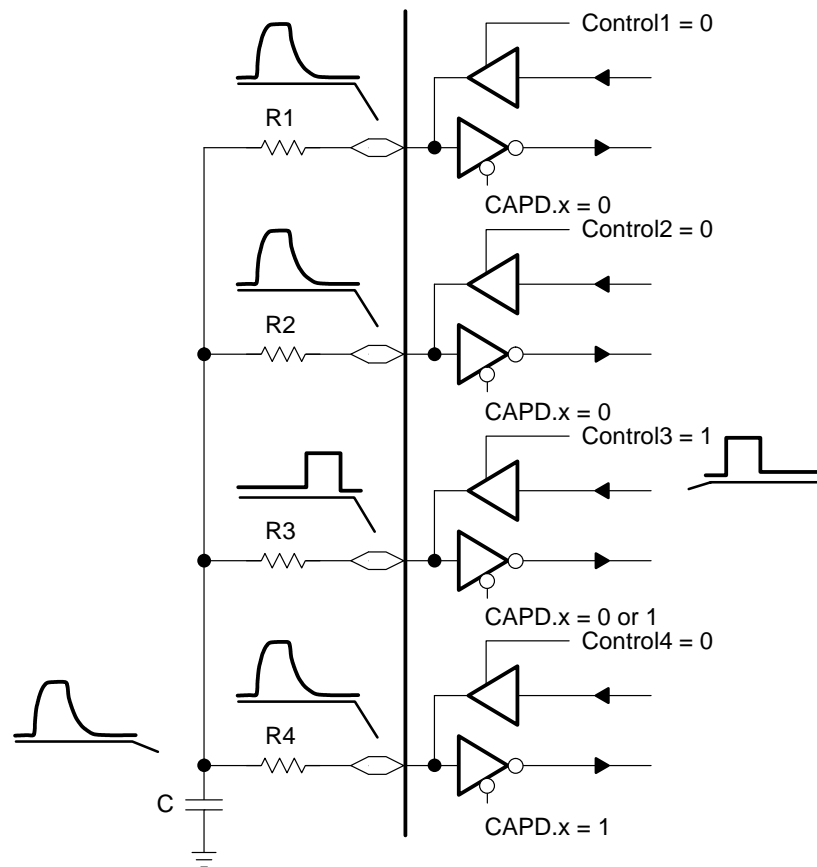 Control1 = 0
R1
CAPD.x = 0
Control2 = 0
R2
CAPD.x = 0
Control3 = 1
R3
CAPD.x = 0 or 1
Control4 = 0
R4
C
CAPD.x = 1